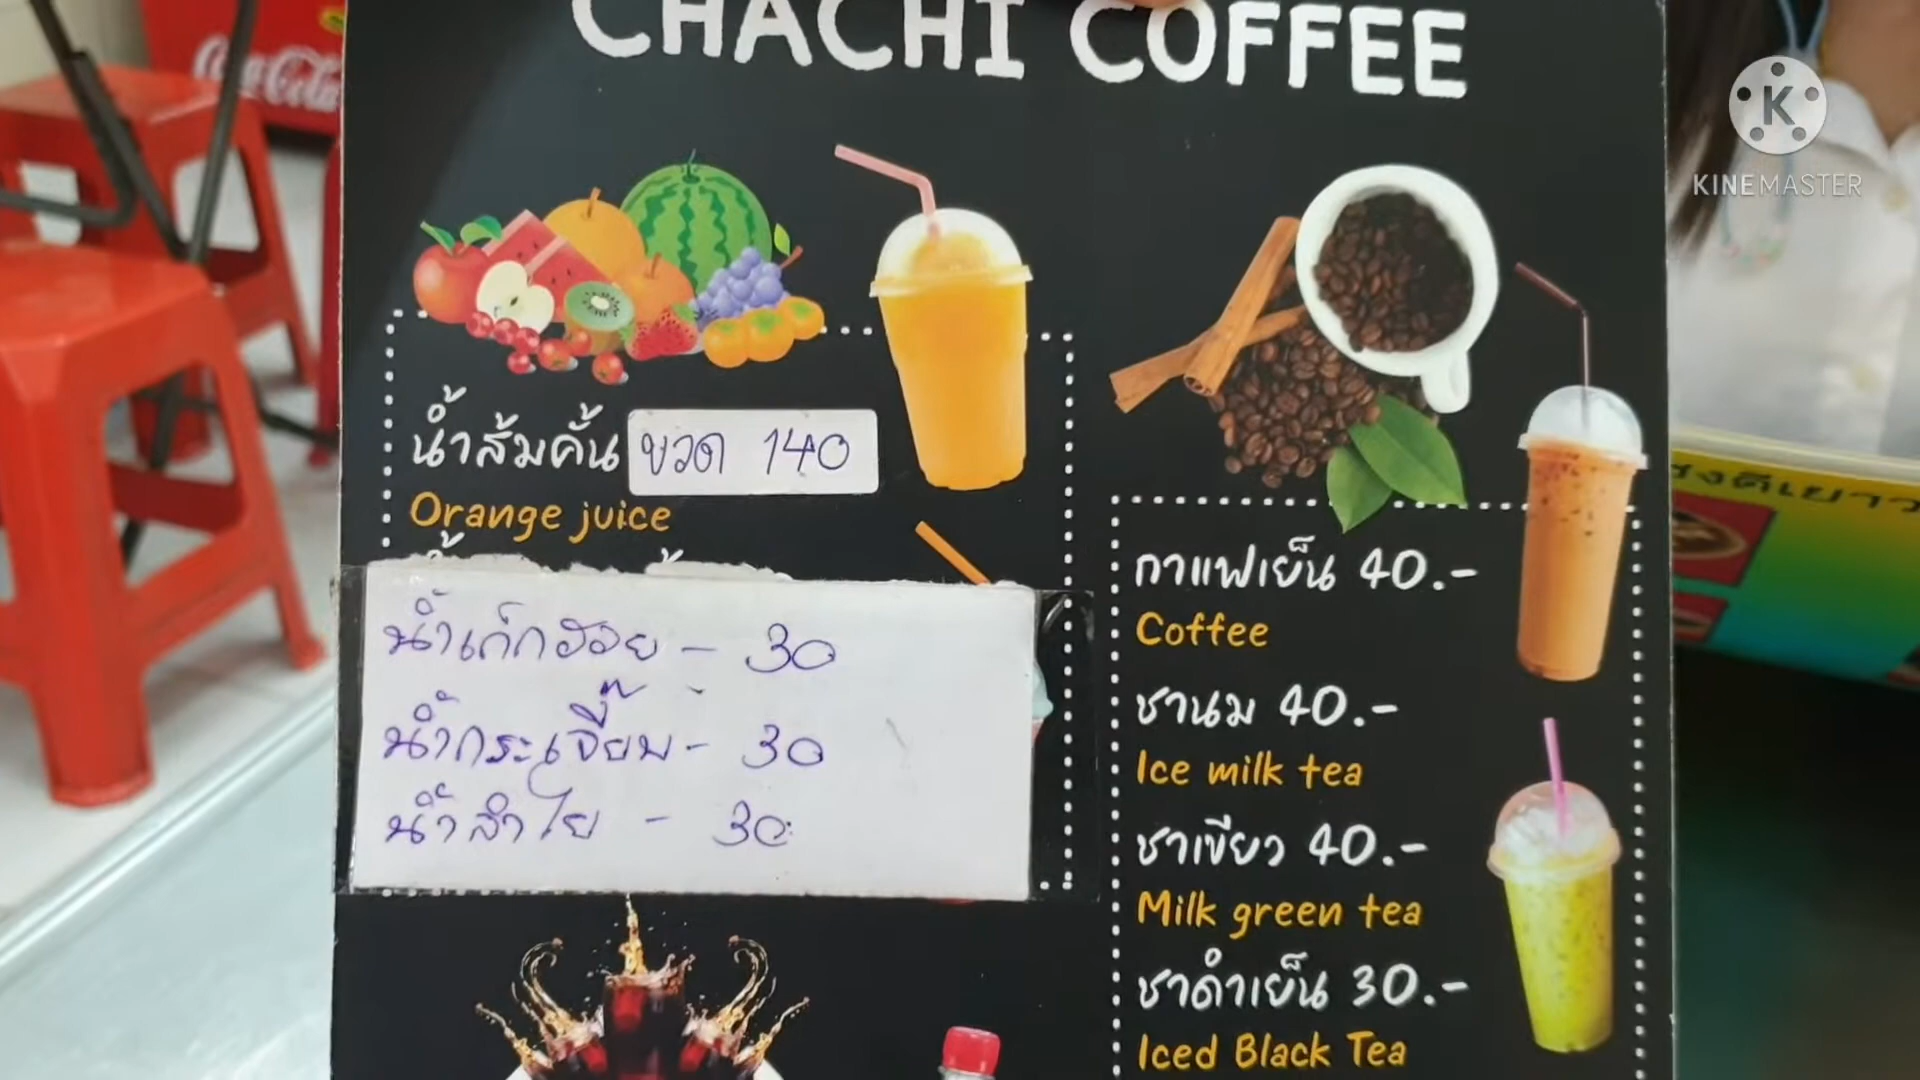 CHACHI COFFEE
Coca-Cola
KINEMASTER
น้ำส้มคั้น ขวด 140
Orange juice
น้ำเก็กฮวย - 30
น้ำกระเจี๊ยบ - 30
น้ำลำไย - 30
กาแฟเย็น 40.-
Coffee
ชานม 40.-
Ice milk tea
ชาเขียว 40.-
Milk green tea
ชาดำเย็น 30.-
Iced Black Tea